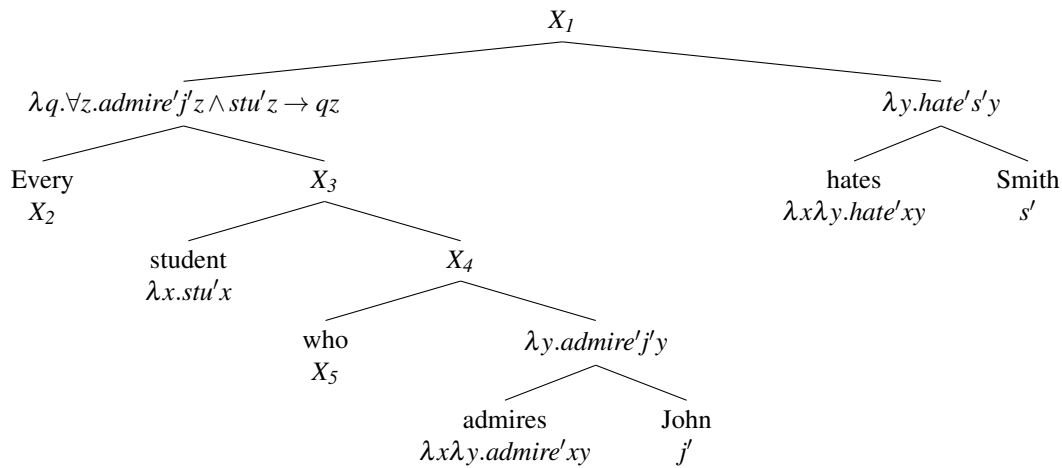 X₁
λq.∀z.admire′j′z ∧ stu′z → qz
λy.hate′s′y
Every
X₂
X₃
hates
λxλy.hate′xy
Smith
s′
student
λx.stu′x
X₄
who
X₅
λy.admire′j′y
admires
λxλy.admire′xy
John
j′